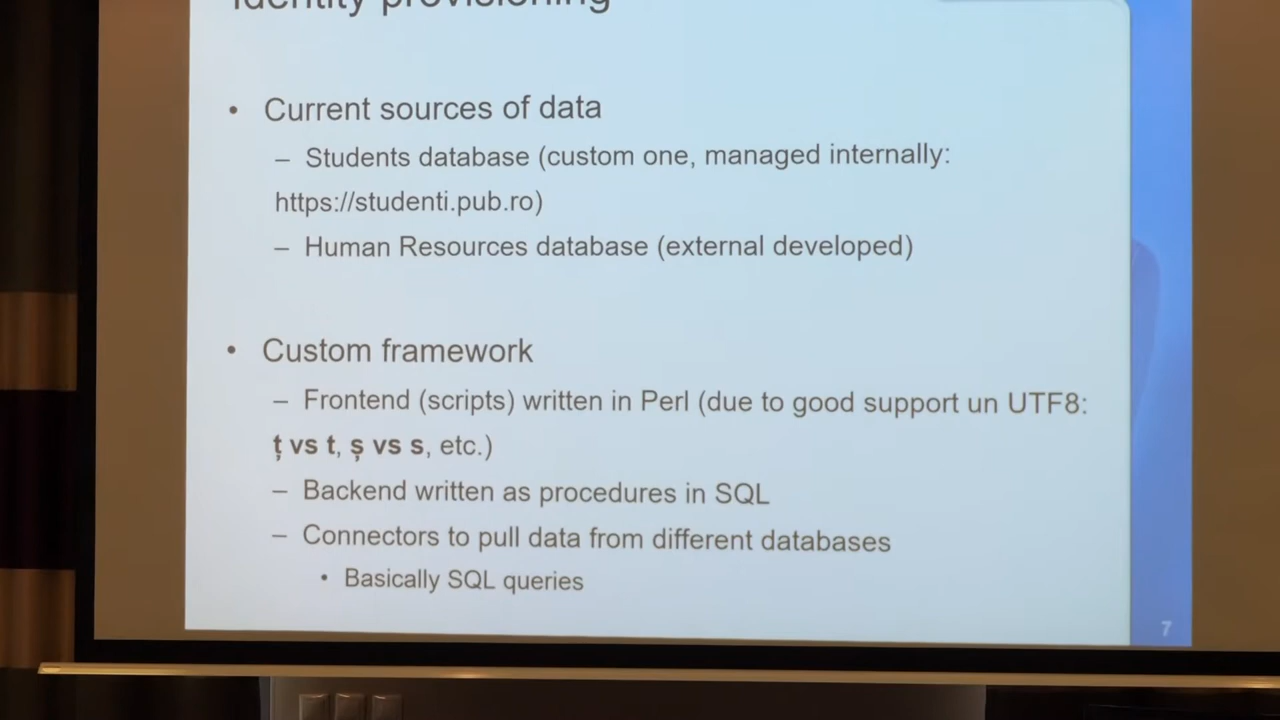 Identity provisioning
• Current sources of data
– Students database (custom one, managed internally:
https://studenti.pub.ro)
– Human Resources database (external developed)
• Custom framework
– Frontend (scripts) written in Perl (due to good support un UTF8:
ț vs t, ș vs s, etc.)
– Backend written as procedures in SQL
– Connectors to pull data from different databases
• Basically SQL queries
7